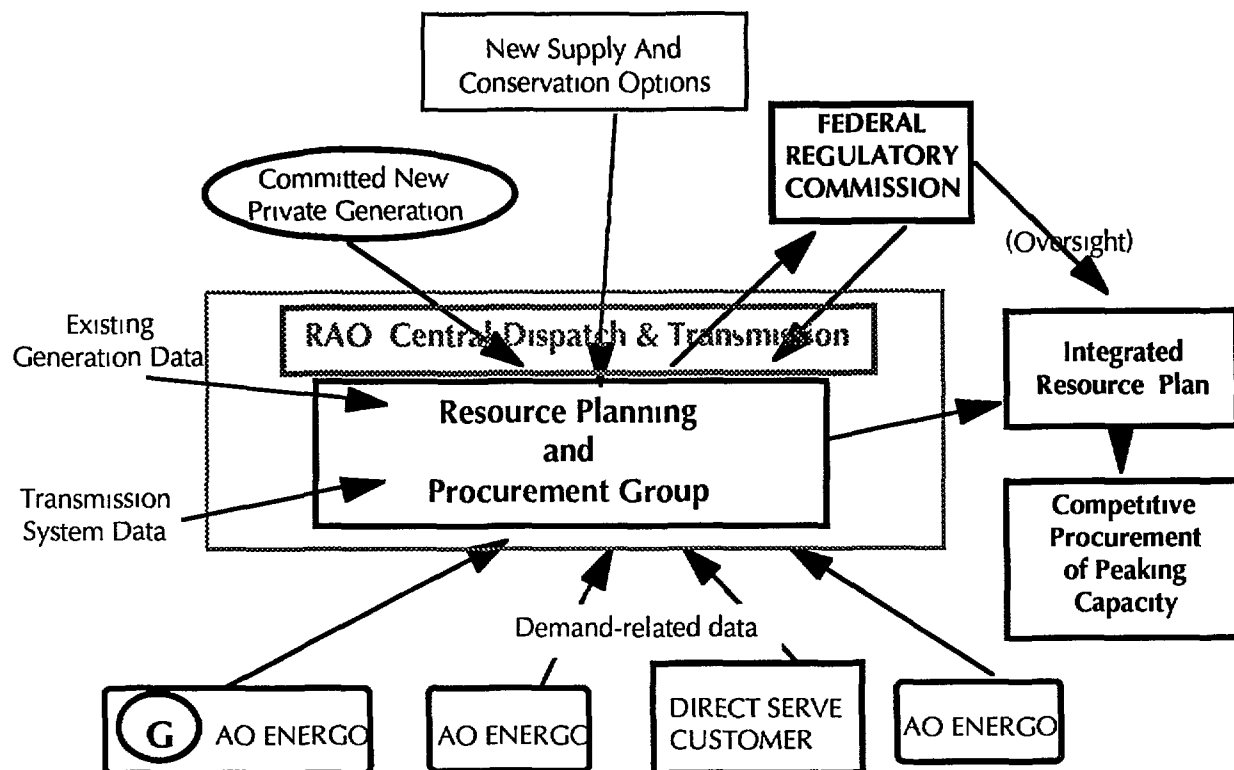 New Supply And
Conservation Options
FEDERAL
REGULATORY
COMMISSION
Committed New
Private Generation
(Oversight)
Existing
Generation Data
RAO Central Dispatch & Transmission
Integrated
Resource Plan
Resource Planning
and
Procurement Group
Transmission
System Data
Competitive
Procurement
of Peaking
Capacity
Demand-related data
G AO ENERGO
AO ENERGO
DIRECT SERVE
CUSTOMER
AO ENERGO